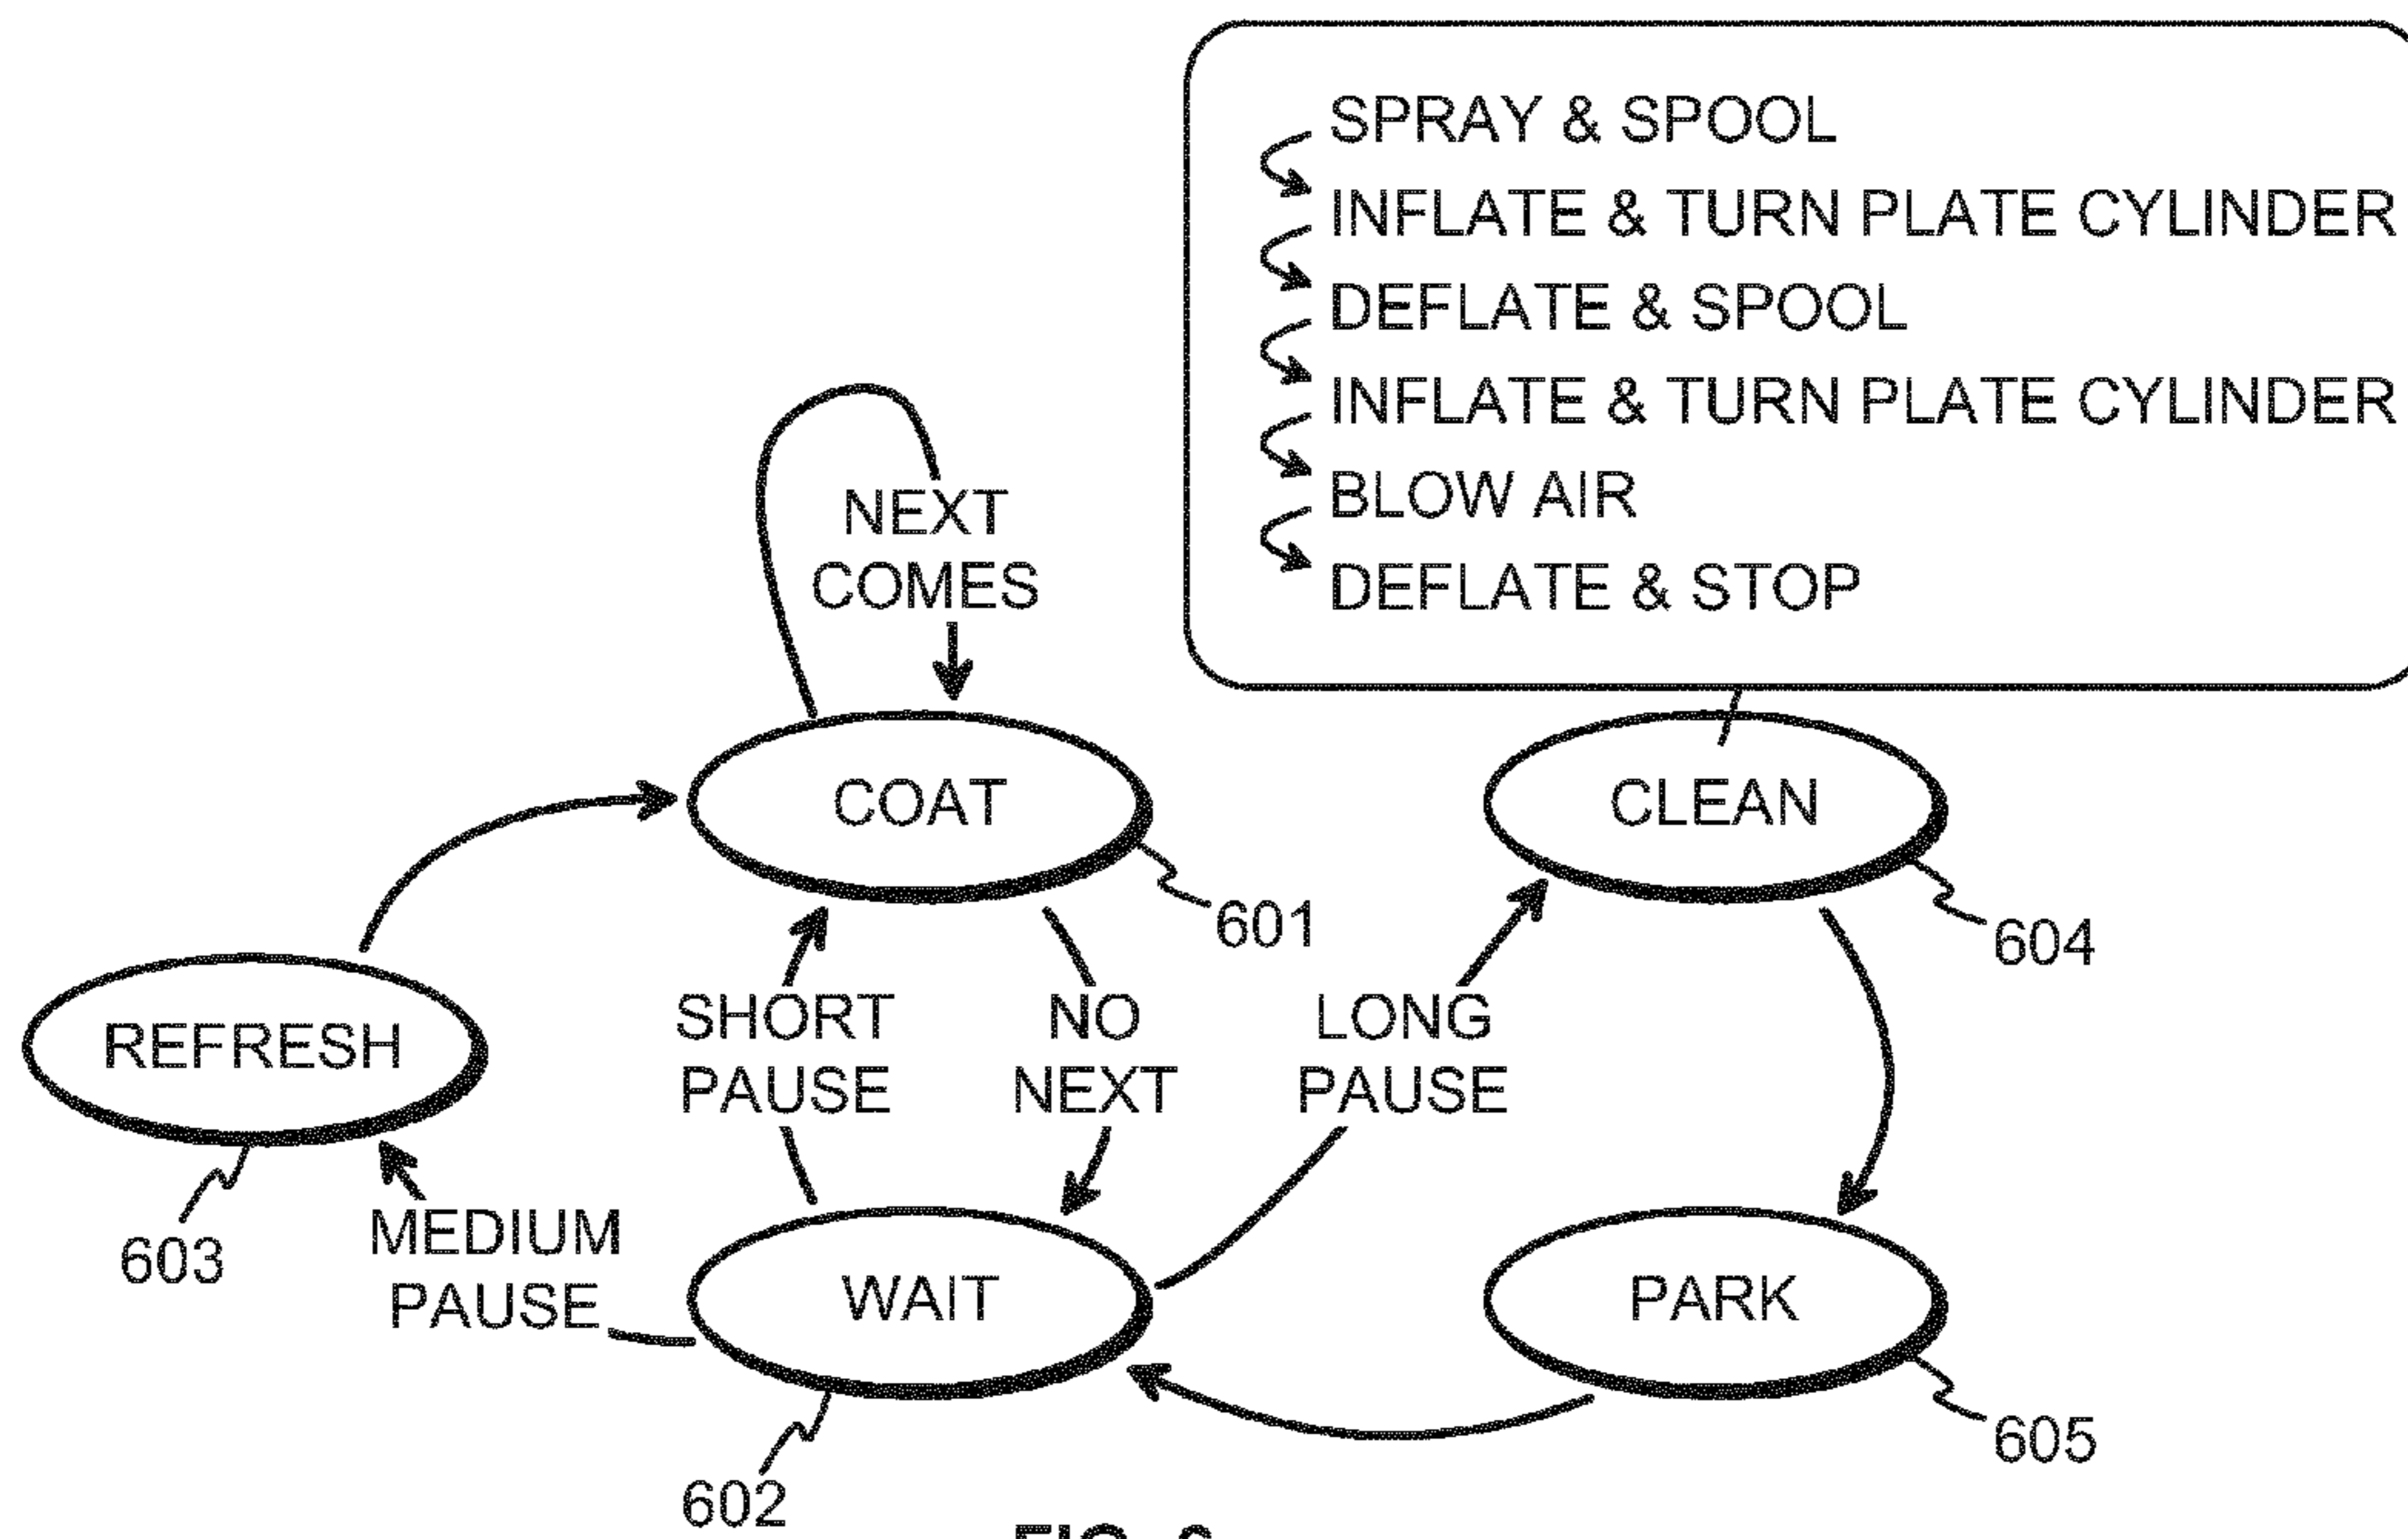 SPRAY & SPOOL
INFLATE & TURN PLATE CYLINDER
DEFLATE & SPOOL
INFLATE & TURN PLATE CYLINDER
BLOW AIR
DEFLATE & STOP
NEXT
COMES
COAT
601
CLEAN
604
REFRESH
603
SHORT
PAUSE
NO
NEXT
LONG
PAUSE
MEDIUM
PAUSE
WAIT
602
PARK
605